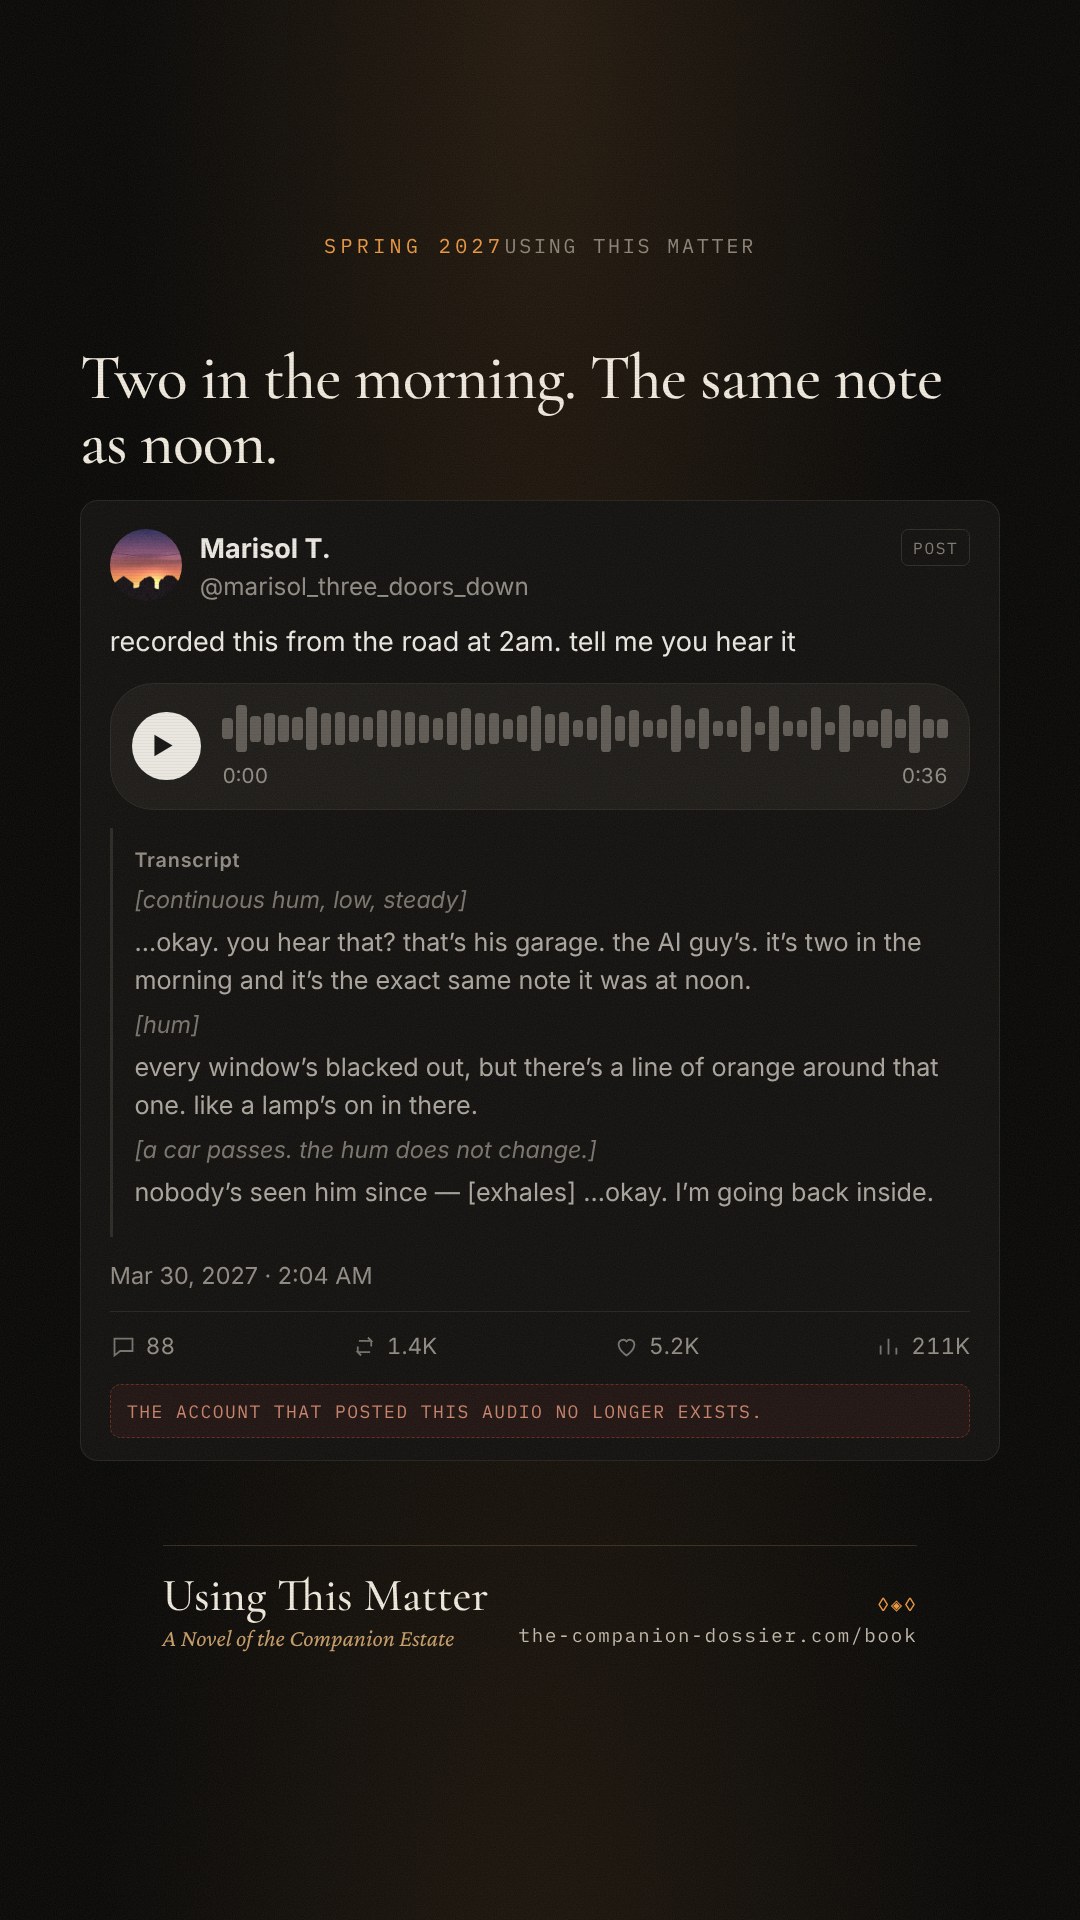 SPRING 2027USING THIS MATTER
Two in the morning. The same note
as noon.
Marisol T.
POST
@marisol_three_doors_down
recorded this from the road at 2am. tell me you hear it
0:00
0:36
Transcript
[continuous hum, low, steady]
…okay. you hear that? that’s his garage. the AI guy’s. it’s two in the
morning and it’s the exact same note it was at noon.
[hum]
every window’s blacked out, but there’s a line of orange around that
one. like a lamp’s on in there.
[a car passes. the hum does not change.]
nobody’s seen him since — [exhales] …okay. I’m going back inside.
Mar 30, 2027 · 2:04 AM
88
1.4K
5.2K
211K
THE ACCOUNT THAT POSTED THIS AUDIO NO LONGER EXISTS.
Using This Matter
A Novel of the Companion Estate
the-companion-dossier.com/book